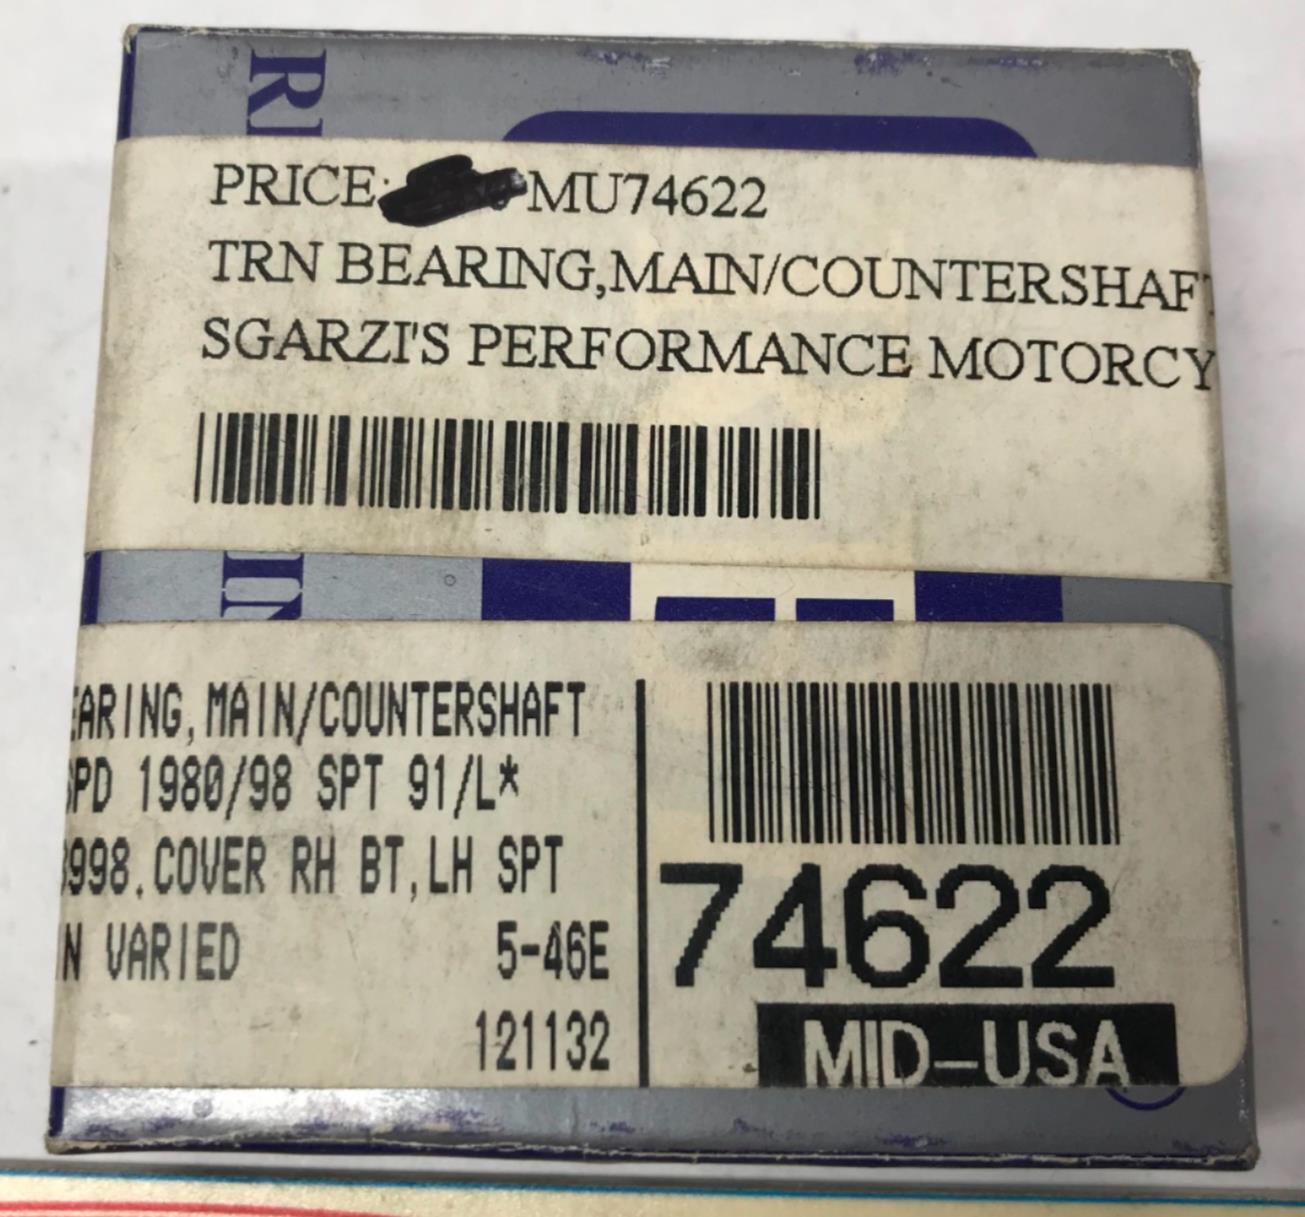 PRICE: MU74622
TRN BEARING,MAIN/COUNTERSHAF
SGARZI'S PERFORMANCE MOTORCY
EARING,MAIN/COUNTERSHAFT
SPD 1980/98 SPT 91/L*
8998.COVER RH BT,LH SPT
N VARIED 5-46E
121132
74622
MID-USA